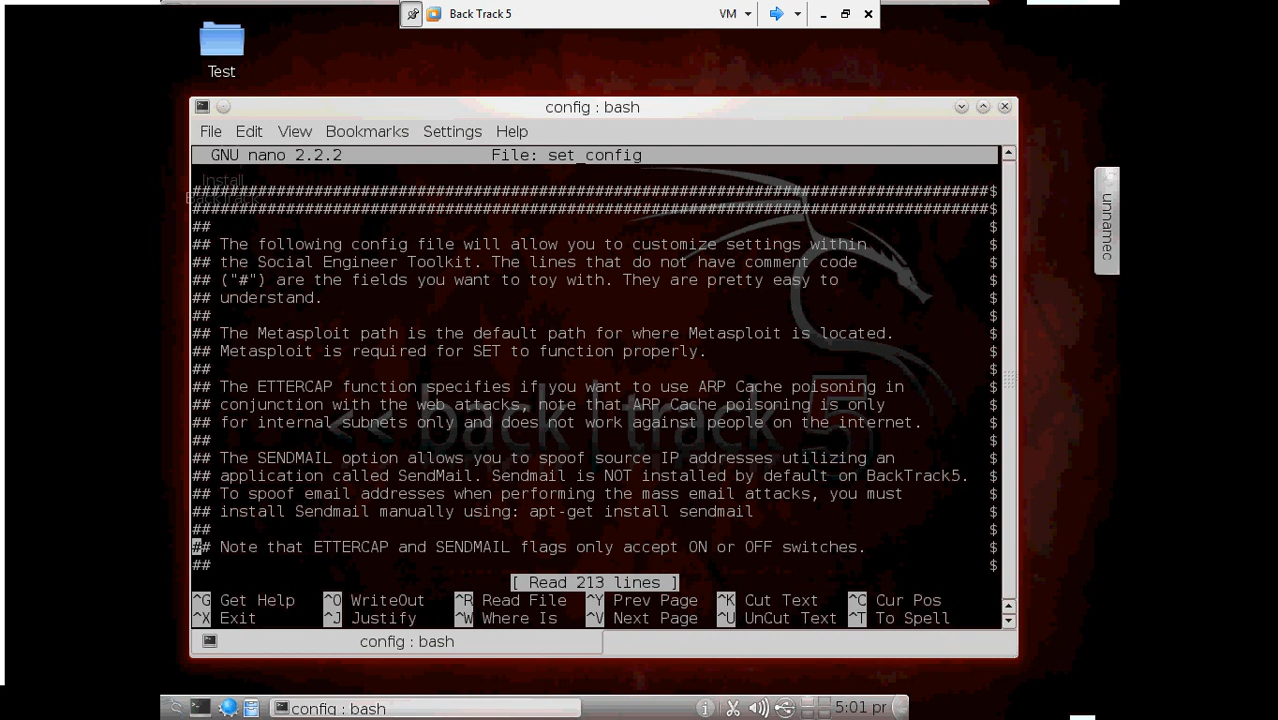 Back Track 5
VM
Test
config : bash
File Edit View Bookmarks Settings Help
GNU nano 2.2.2 File: set_config
Install
BackTrack
#####################################################################################$
#####################################################################################$
## $
## The following config file will allow you to customize settings within $
## the Social Engineer Toolkit. The lines that do not have comment code $
## ("#") are the fields you want to toy with. They are pretty easy to $
## understand. $
## $
## The Metasploit path is the default path for where Metasploit is located. $
## Metasploit is required for SET to function properly. $
## $
## The ETTERCAP function specifies if you want to use ARP Cache poisoning in $
## conjunction with the web attacks, note that ARP Cache poisoning is only $
## for internal subnets only and does not work against people on the internet. $
## $
## The SENDMAIL option allows you to spoof source IP addresses utilizing an $
## application called SendMail. Sendmail is NOT installed by default on BackTrack5. $
## To spoof email addresses when performing the mass email attacks, you must $
## install Sendmail manually using: apt-get install sendmail $
## $
## Note that ETTERCAP and SENDMAIL flags only accept ON or OFF switches. $
## $
<< back | track 5
[ Read 213 lines ]
^G Get Help ^O WriteOut ^R Read File ^Y Prev Page ^K Cut Text ^C Cur Pos
^X Exit ^J Justify ^W Where Is ^V Next Page ^U UnCut Text ^T To Spell
config : bash
unnamec
config : bash
5:01 pr